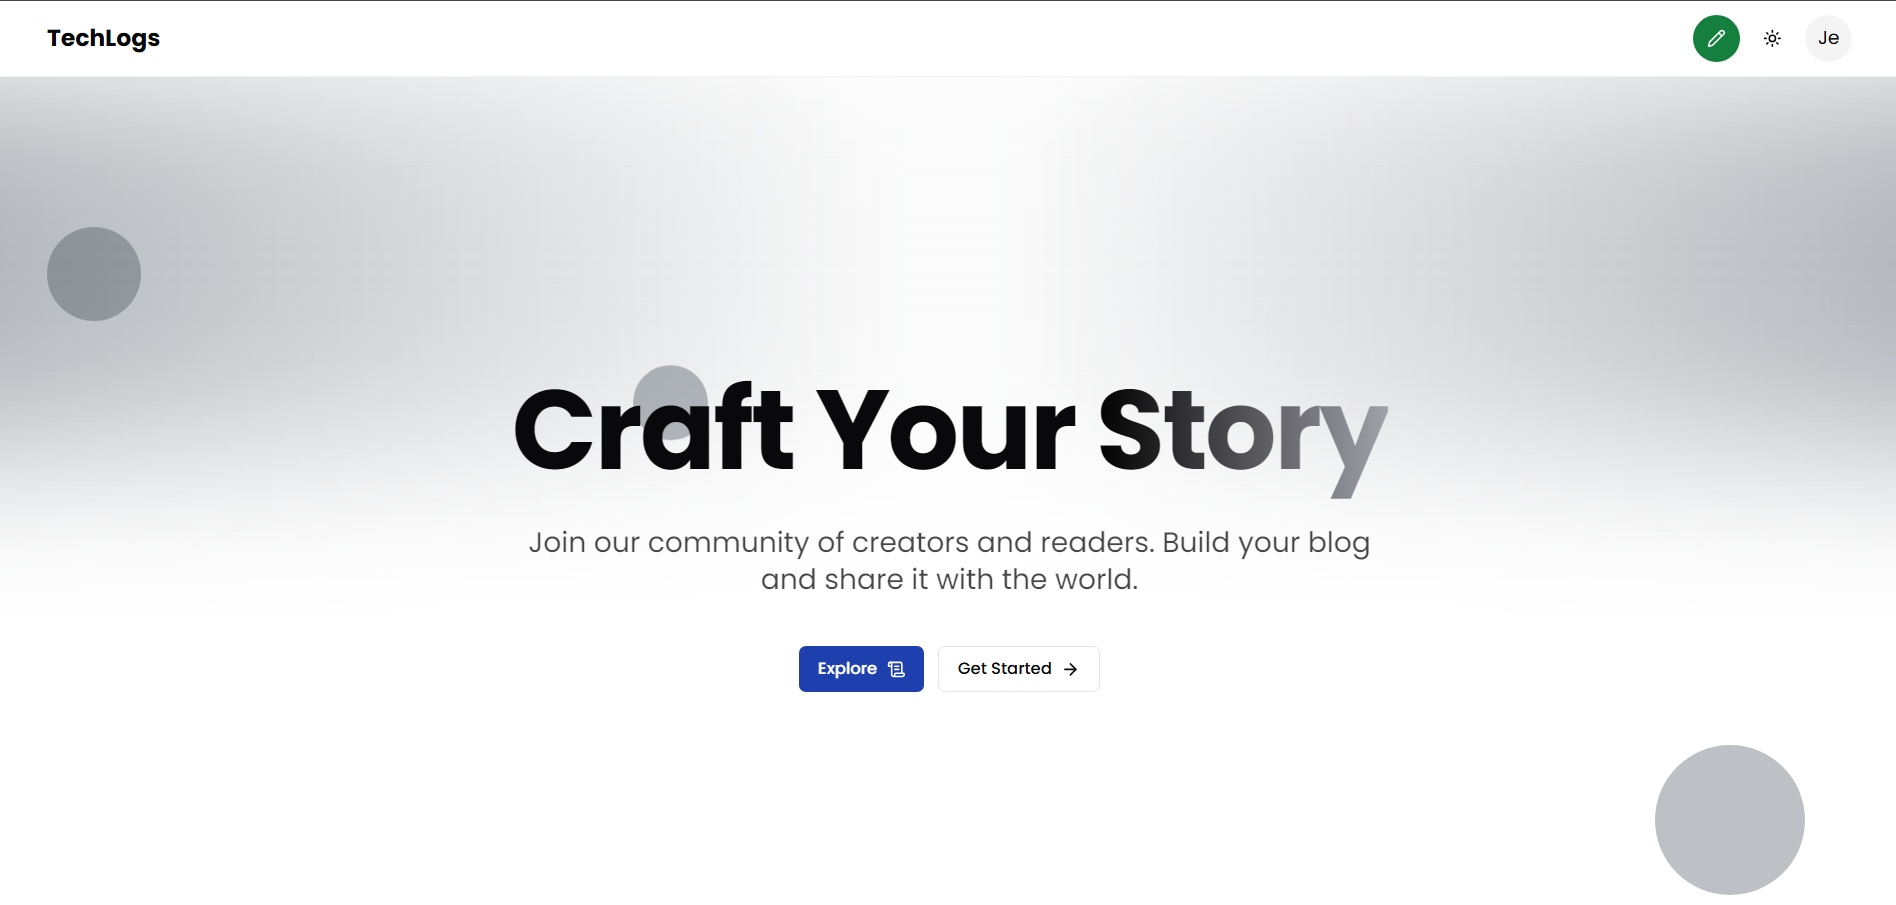 TechLogs
Je
Craft Your Story
Join our community of creators and readers. Build your blog
and share it with the world.
Explore
Get Started